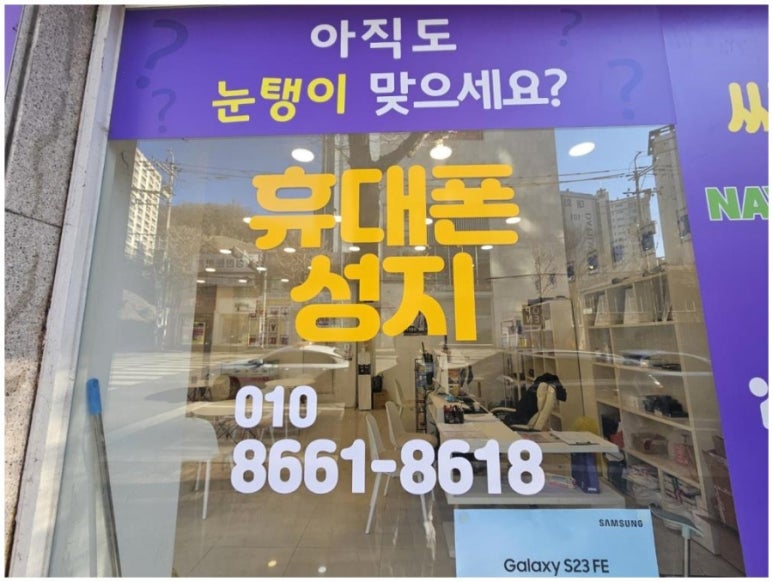 아직도
눈탱이 맞으세요?
휴대폰
성지
010
8661-8618
SAMSUNG
Galaxy S23 FE